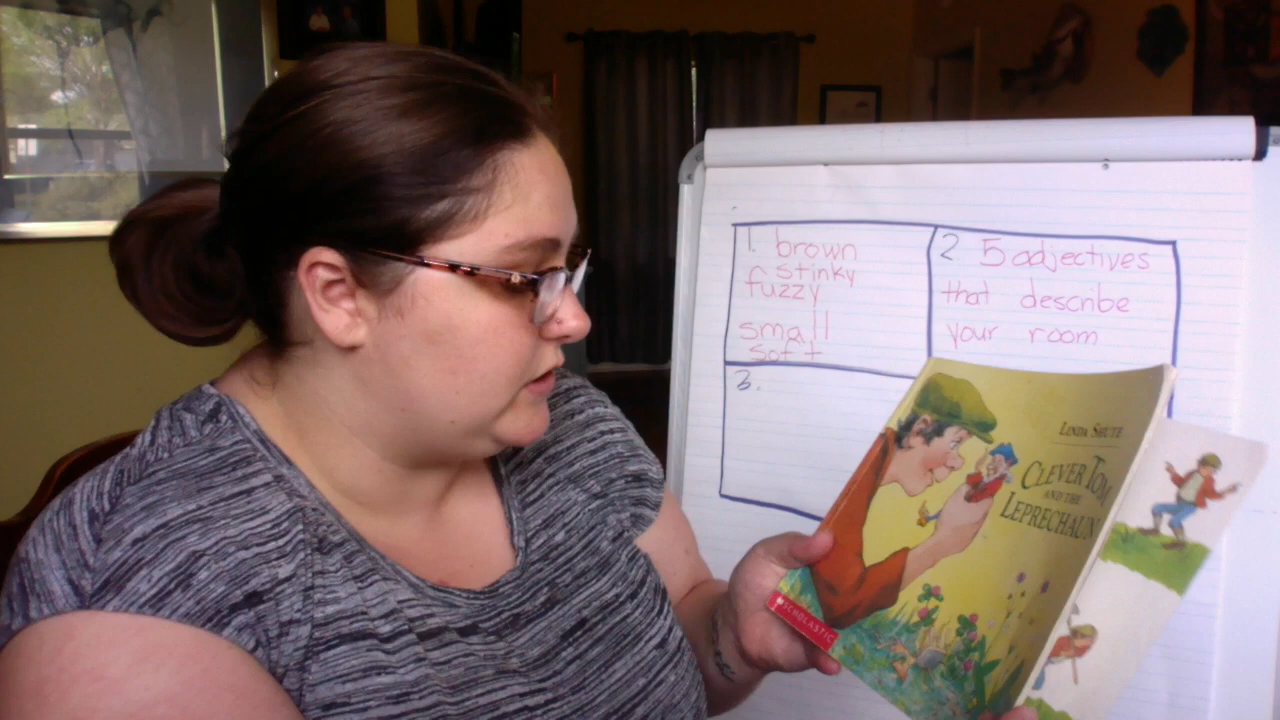 1. brown
stinky
fuzzy
small
soft
2 5 adjectives
that describe
your room
3.
LINDA SHUTE
CLEVER TOM
AND THE
LEPRECHAUN
SCHOLASTIC